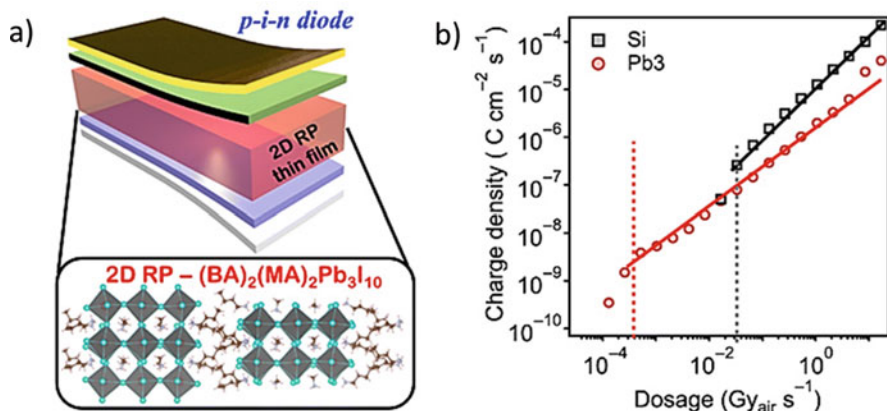 a)
p-i-n diode
2D RP
thin film
2D RP – (BA)₂(MA)₂Pb₃I₁₀
b)
Si
Pb3
Charge density ( C cm⁻² s⁻¹)
10⁻⁴
10⁻⁵
10⁻⁶
10⁻⁷
10⁻⁸
10⁻⁹
10⁻¹⁰
10⁻⁴
10⁻²
10⁰
10²
Dosage (Gyₐᵢᵣ s⁻¹)